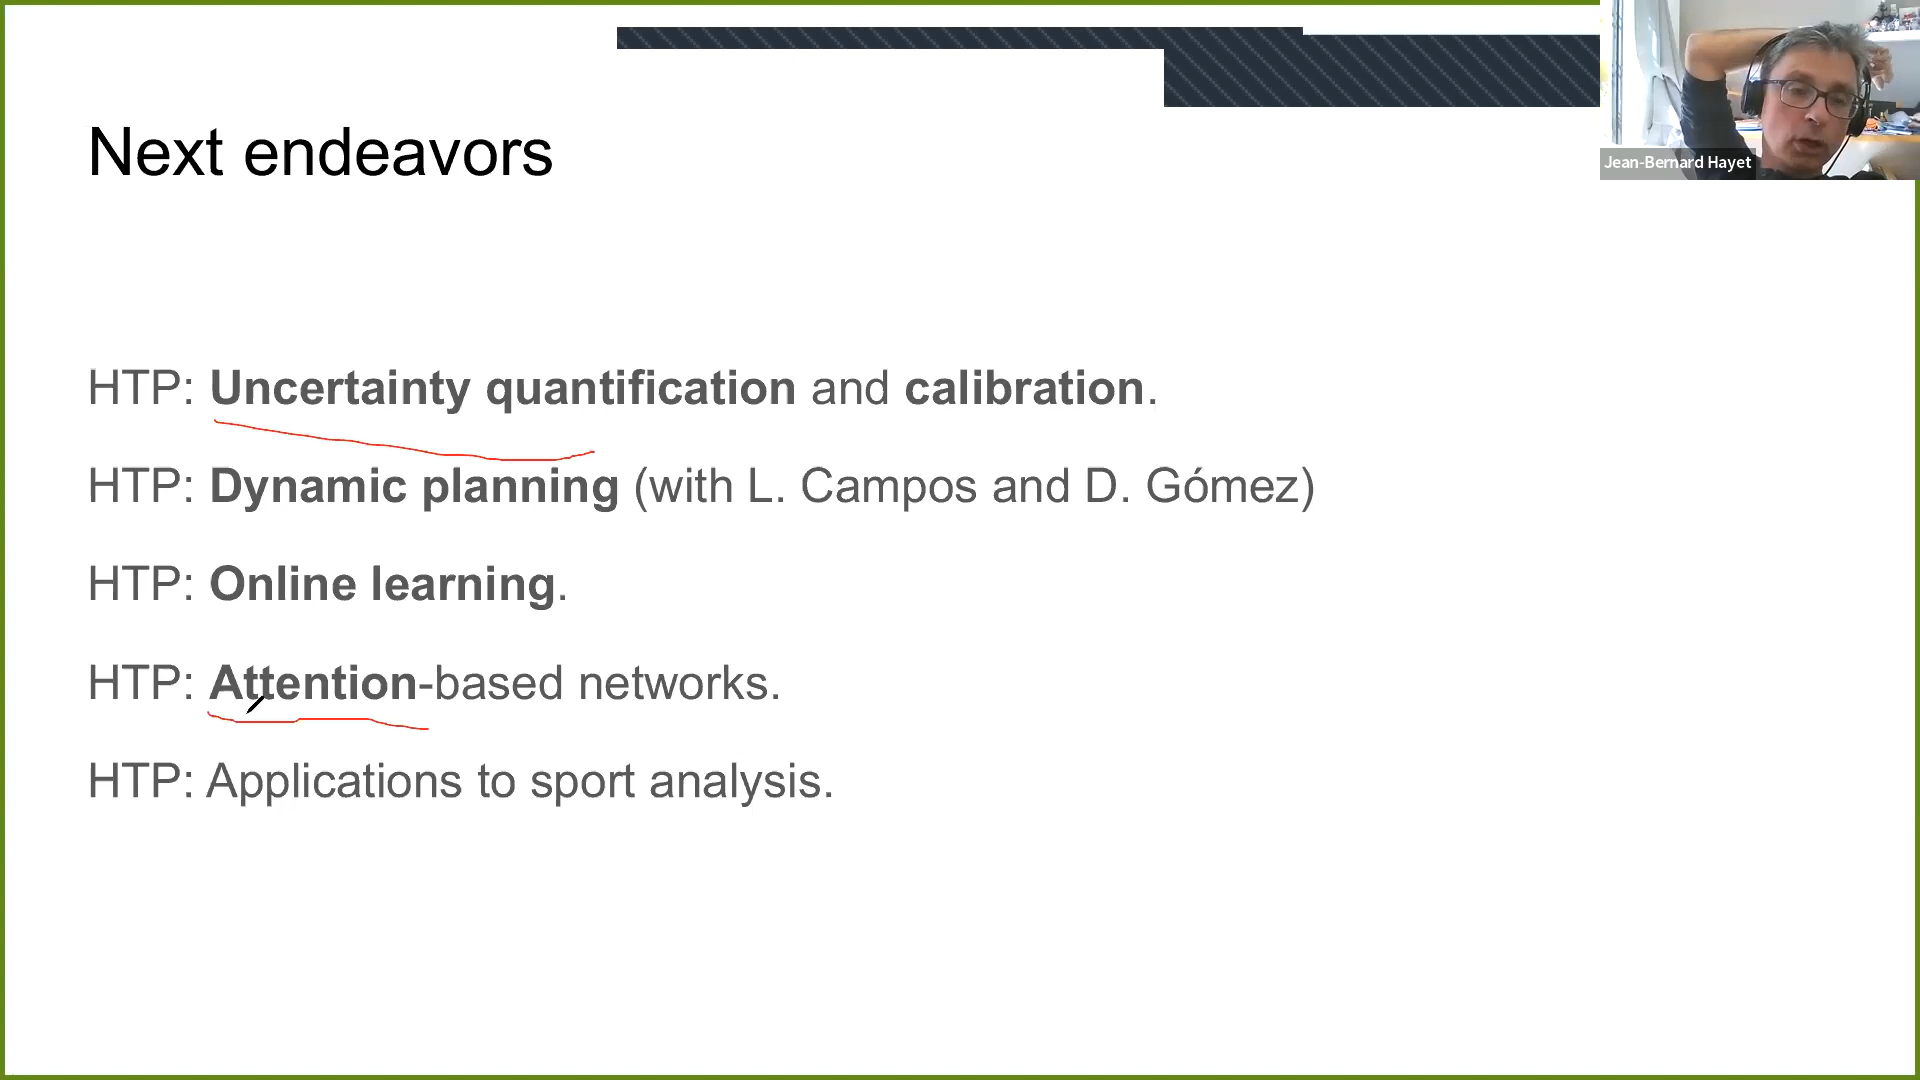 Next endeavors
Jean-Bernard Hayet
HTP: Uncertainty quantification and calibration.
HTP: Dynamic planning (with L. Campos and D. Gómez)
HTP: Online learning.
HTP: Attention-based networks.
HTP: Applications to sport analysis.